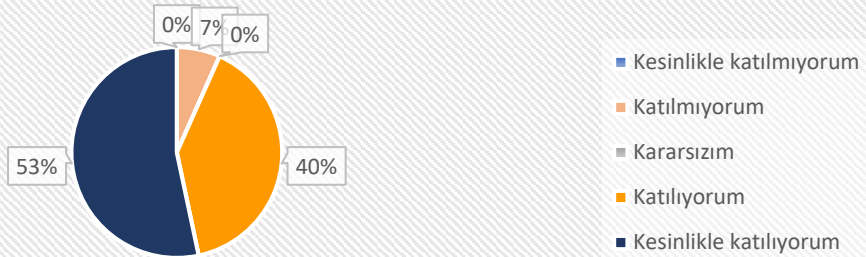 0%
7%
0%
40%
53%
Kesinlikle katılmıyorum
Katılmıyorum
Kararsızım
Katılıyorum
Kesinlikle katılıyorum